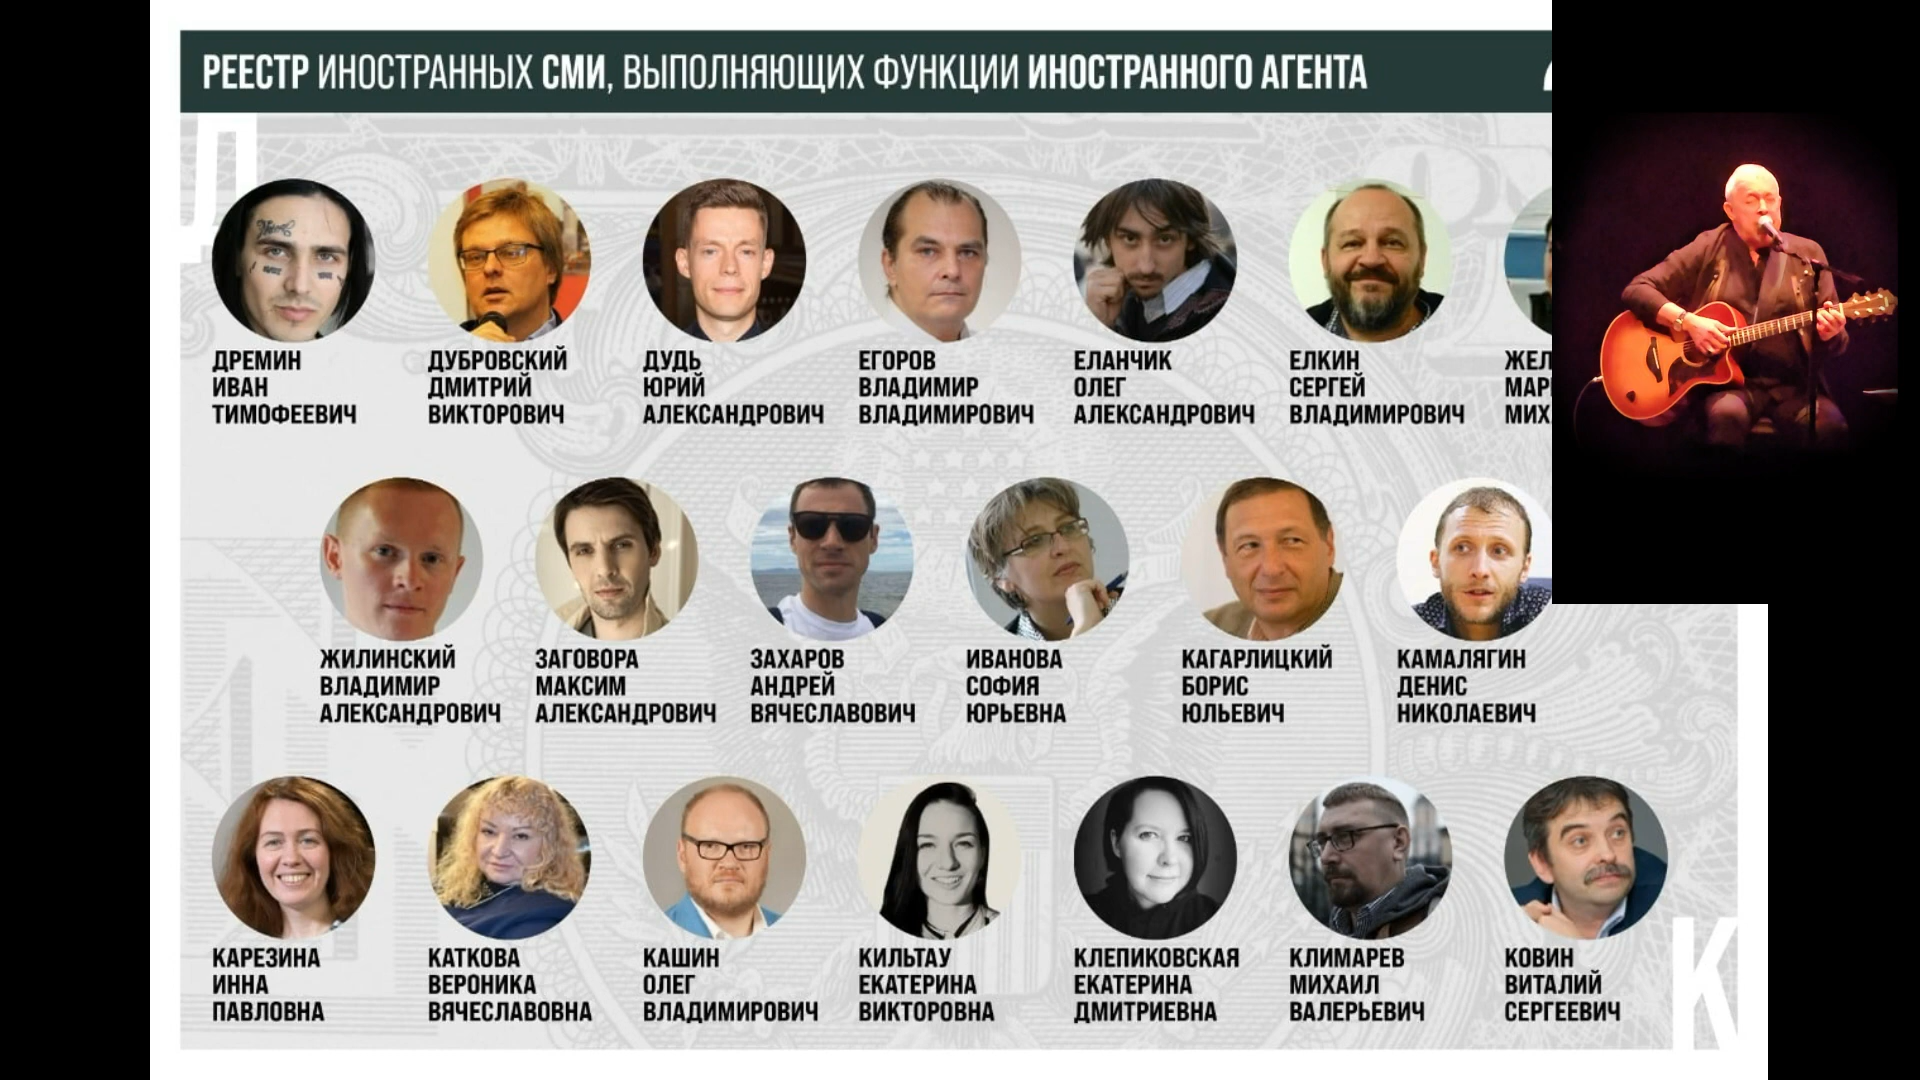 РЕЕСТР ИНОСТРАННЫХ СМИ, ВЫПОЛНЯЮЩИХ ФУНКЦИИ ИНОСТРАННОГО АГЕНТА
Д
ДРЕМИН
ИВАН
ТИМОФЕЕВИЧ
ДУБРОВСКИЙ
ДМИТРИЙ
ВИКТОРОВИЧ
ДУДЬ
ЮРИЙ
АЛЕКСАНДРОВИЧ
ЕГОРОВ
ВЛАДИМИР
ВЛАДИМИРОВИЧ
ЕЛАНЧИК
ОЛЕГ
АЛЕКСАНДРОВИЧ
ЕЛКИН
СЕРГЕЙ
ВЛАДИМИРОВИЧ
ЖЕЛ
МАР
МИХ
ЖИЛИНСКИЙ
ВЛАДИМИР
АЛЕКСАНДРОВИЧ
ЗАГОВОРА
МАКСИМ
АЛЕКСАНДРОВИЧ
ЗАХАРОВ
АНДРЕЙ
ВЯЧЕСЛАВОВИЧ
ИВАНОВА
СОФИЯ
ЮРЬЕВНА
КАГАРЛИЦКИЙ
БОРИС
ЮЛЬЕВИЧ
КАМАЛЯГИН
ДЕНИС
НИКОЛАЕВИЧ
КАРЕЗИНА
ИННА
ПАВЛОВНА
КАТКОВА
ВЕРОНИКА
ВЯЧЕСЛАВОВНА
КАШИН
ОЛЕГ
ВЛАДИМИРОВИЧ
КИЛЬТАУ
ЕКАТЕРИНА
ВИКТОРОВНА
КЛЕПИКОВСКАЯ
ЕКАТЕРИНА
ДМИТРИЕВНА
КЛИМАРЕВ
МИХАИЛ
ВАЛЕРЬЕВИЧ
КОВИН
ВИТАЛИЙ
СЕРГЕЕВИЧ
К